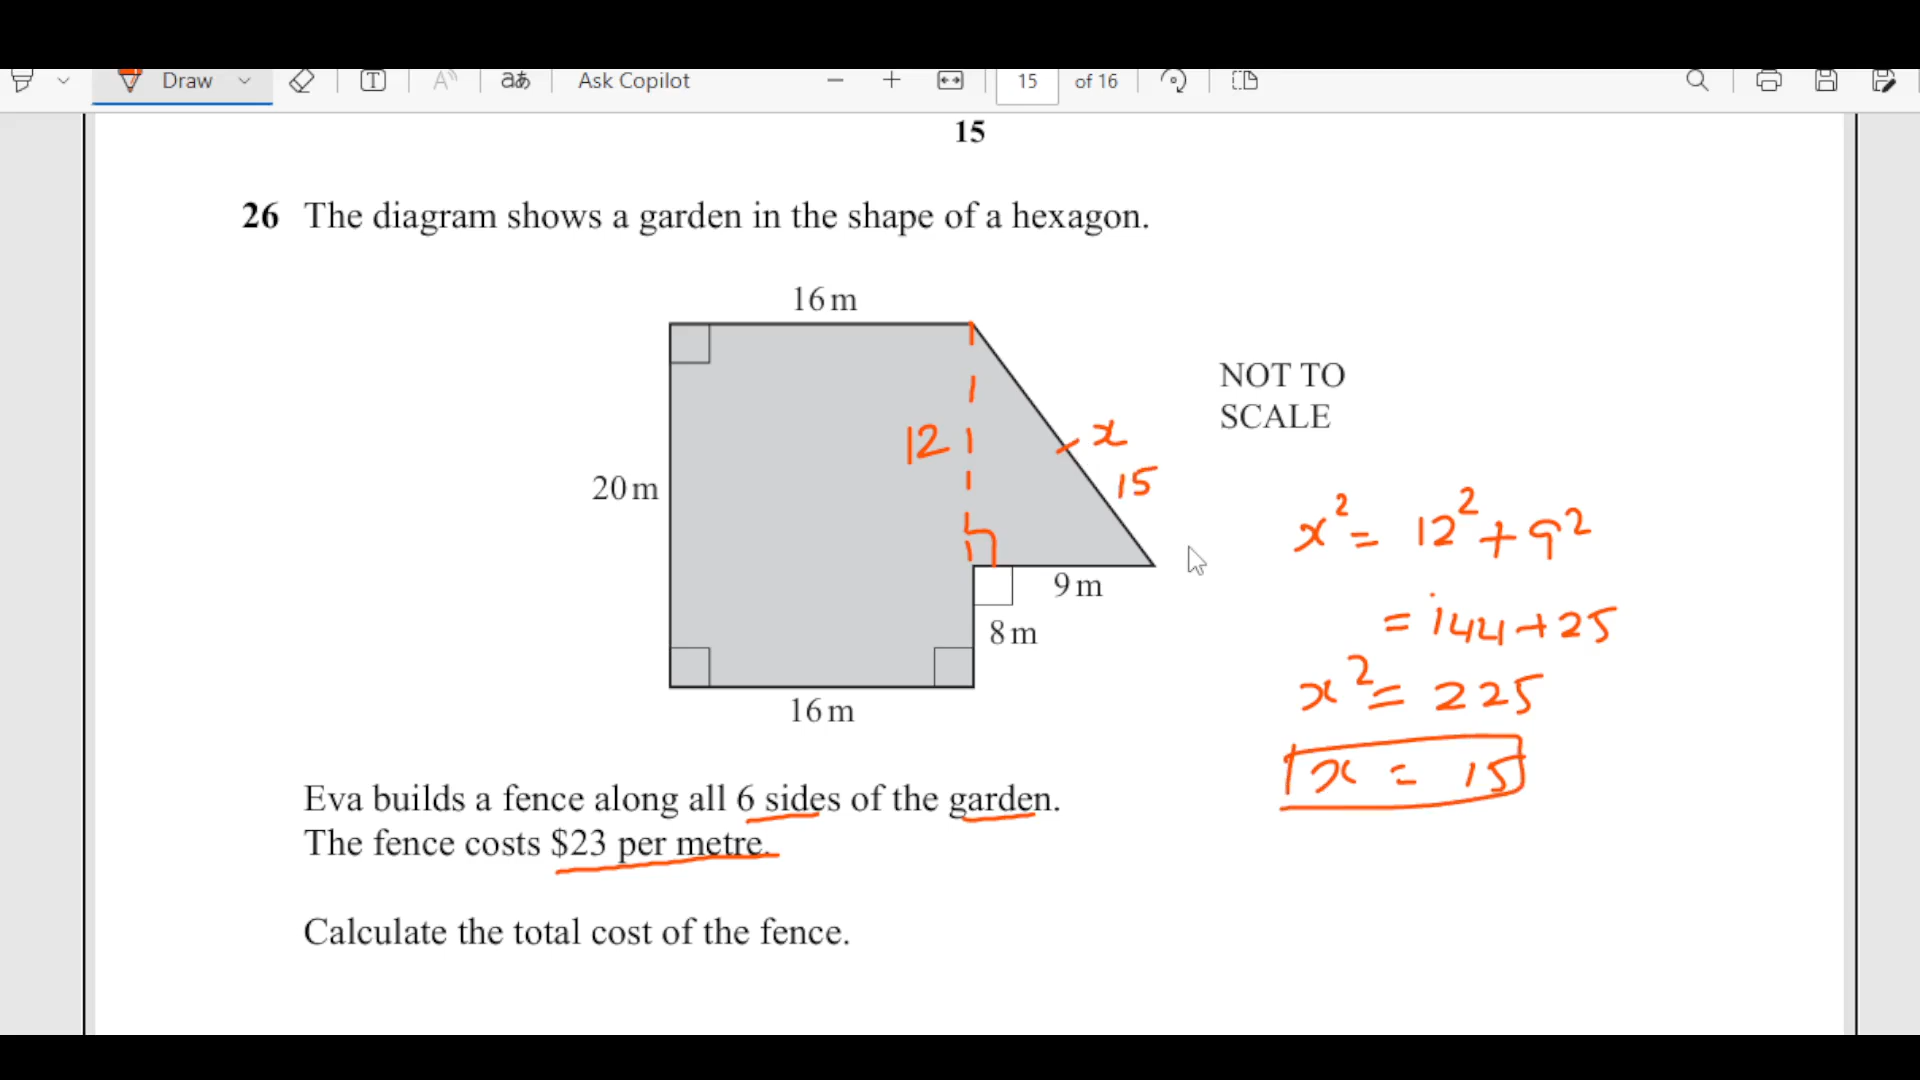 Draw
T
A
aあ
Ask Copilot
15
of 16
15
26 The diagram shows a garden in the shape of a hexagon.
16 m
NOT TO
SCALE
12
x
15
20 m
x² = 12² + 9²
9 m
= 144+25
8 m
x² = 225
16 m
x = 15
Eva builds a fence along all 6 sides of the garden.
The fence costs $23 per metre.
Calculate the total cost of the fence.